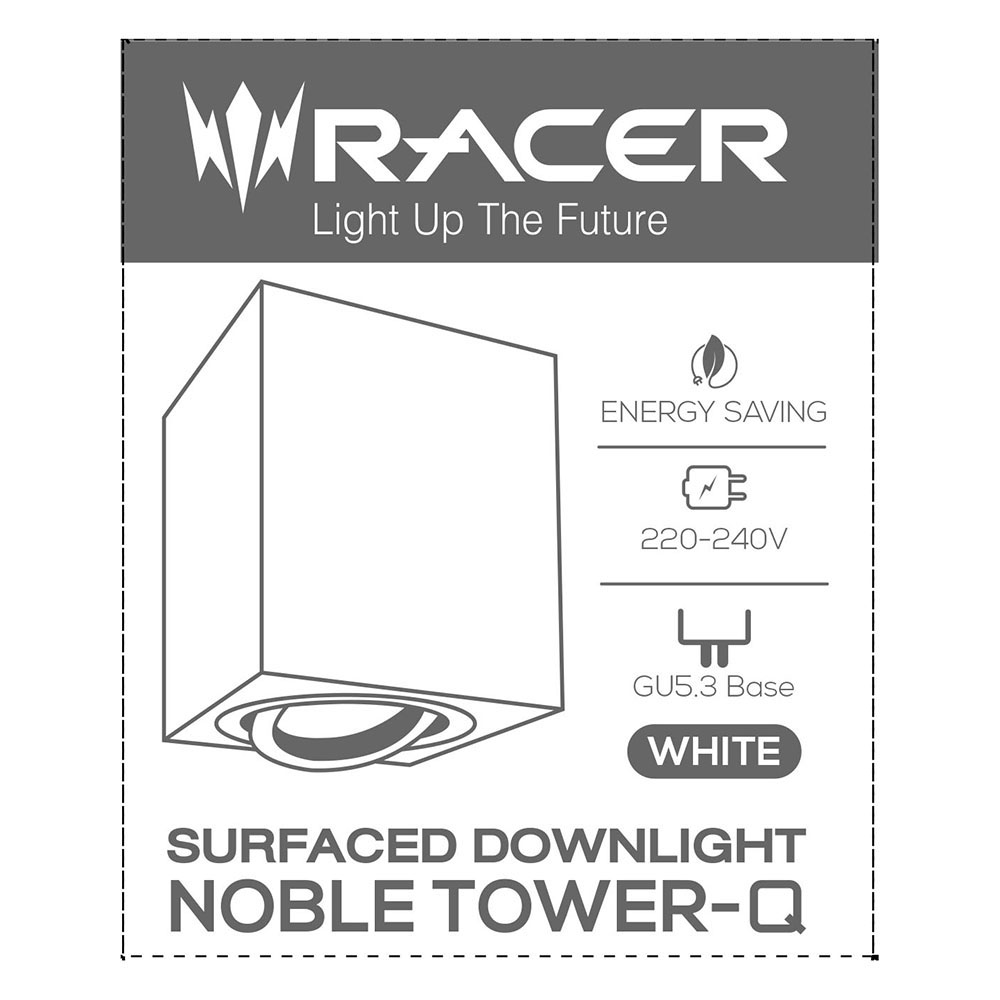 RACER
Light Up The Future
ENERGY SAVING
220-240V
GU5.3 Base
WHITE
SURFACED DOWNLIGHT
NOBLE TOWER-Q